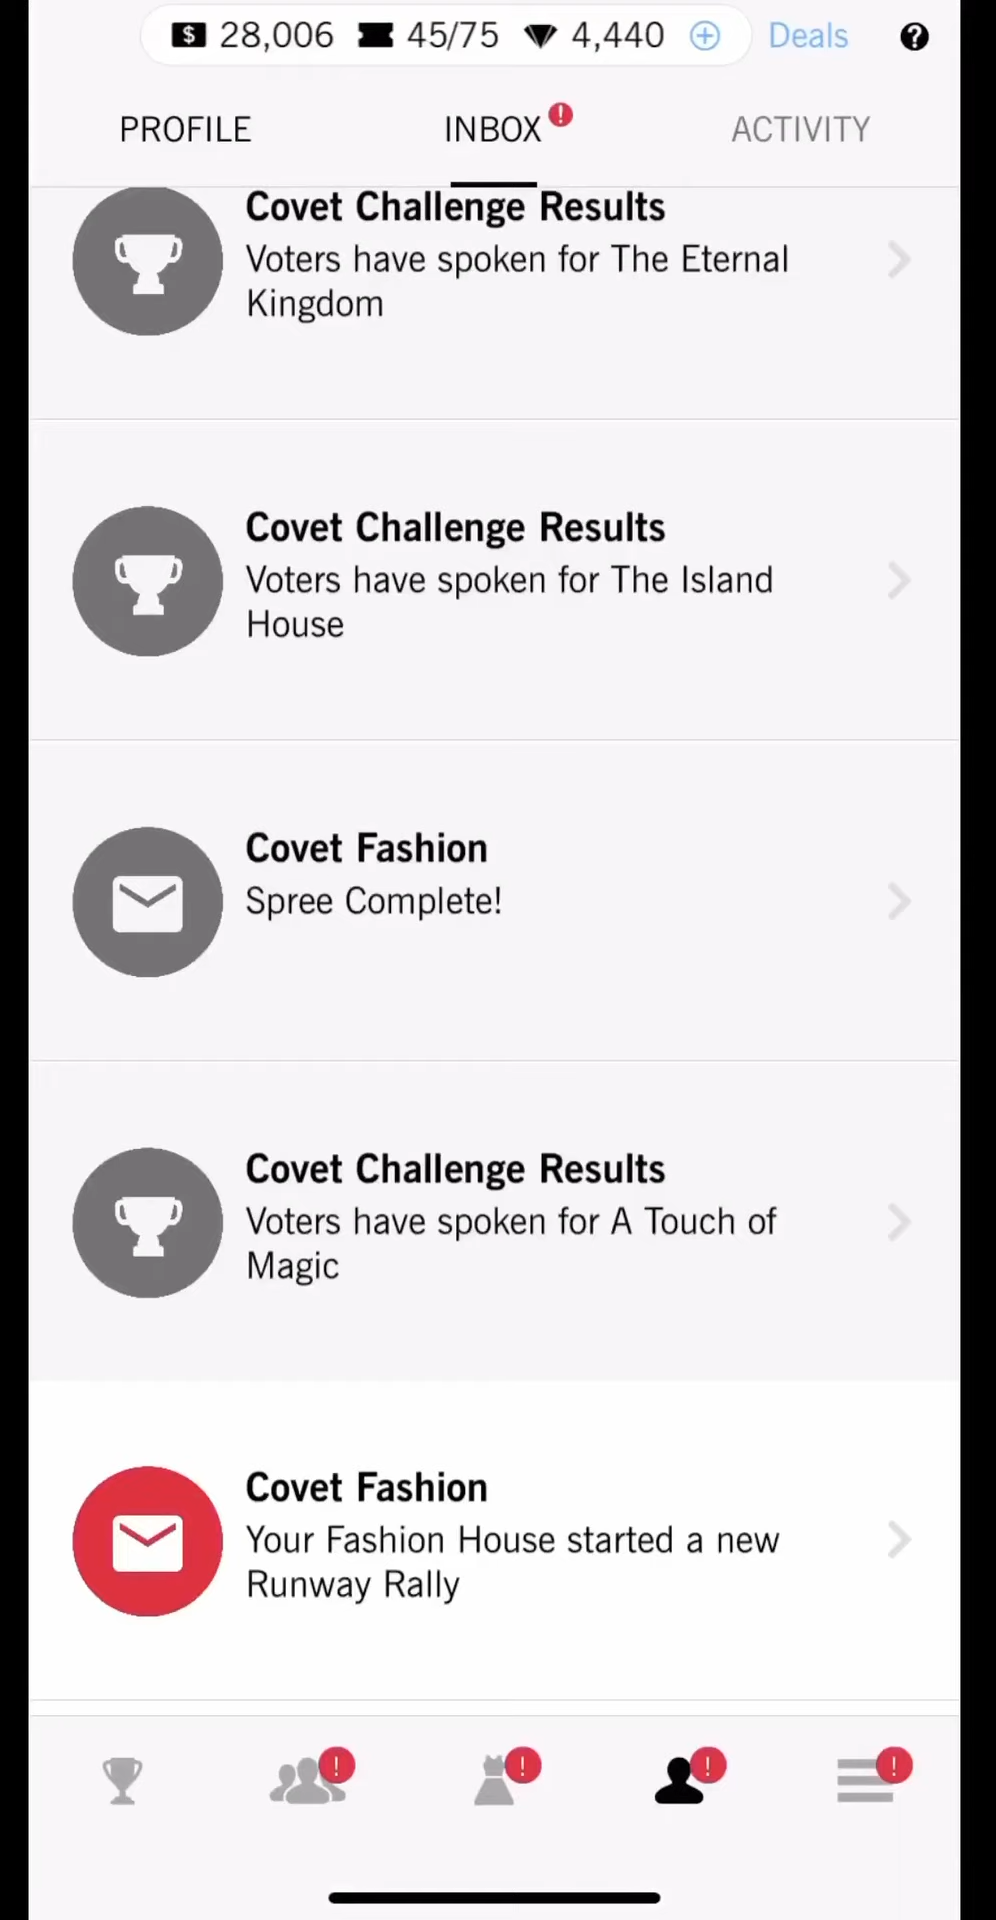 $ 28,006 45/75 4,440 + Deals ?
PROFILE INBOX ! ACTIVITY
Covet Challenge Results
Voters have spoken for The Eternal
Kingdom
Covet Challenge Results
Voters have spoken for The Island
House
Covet Fashion
Spree Complete!
Covet Challenge Results
Voters have spoken for A Touch of
Magic
Covet Fashion
Your Fashion House started a new
Runway Rally
! ! ! !